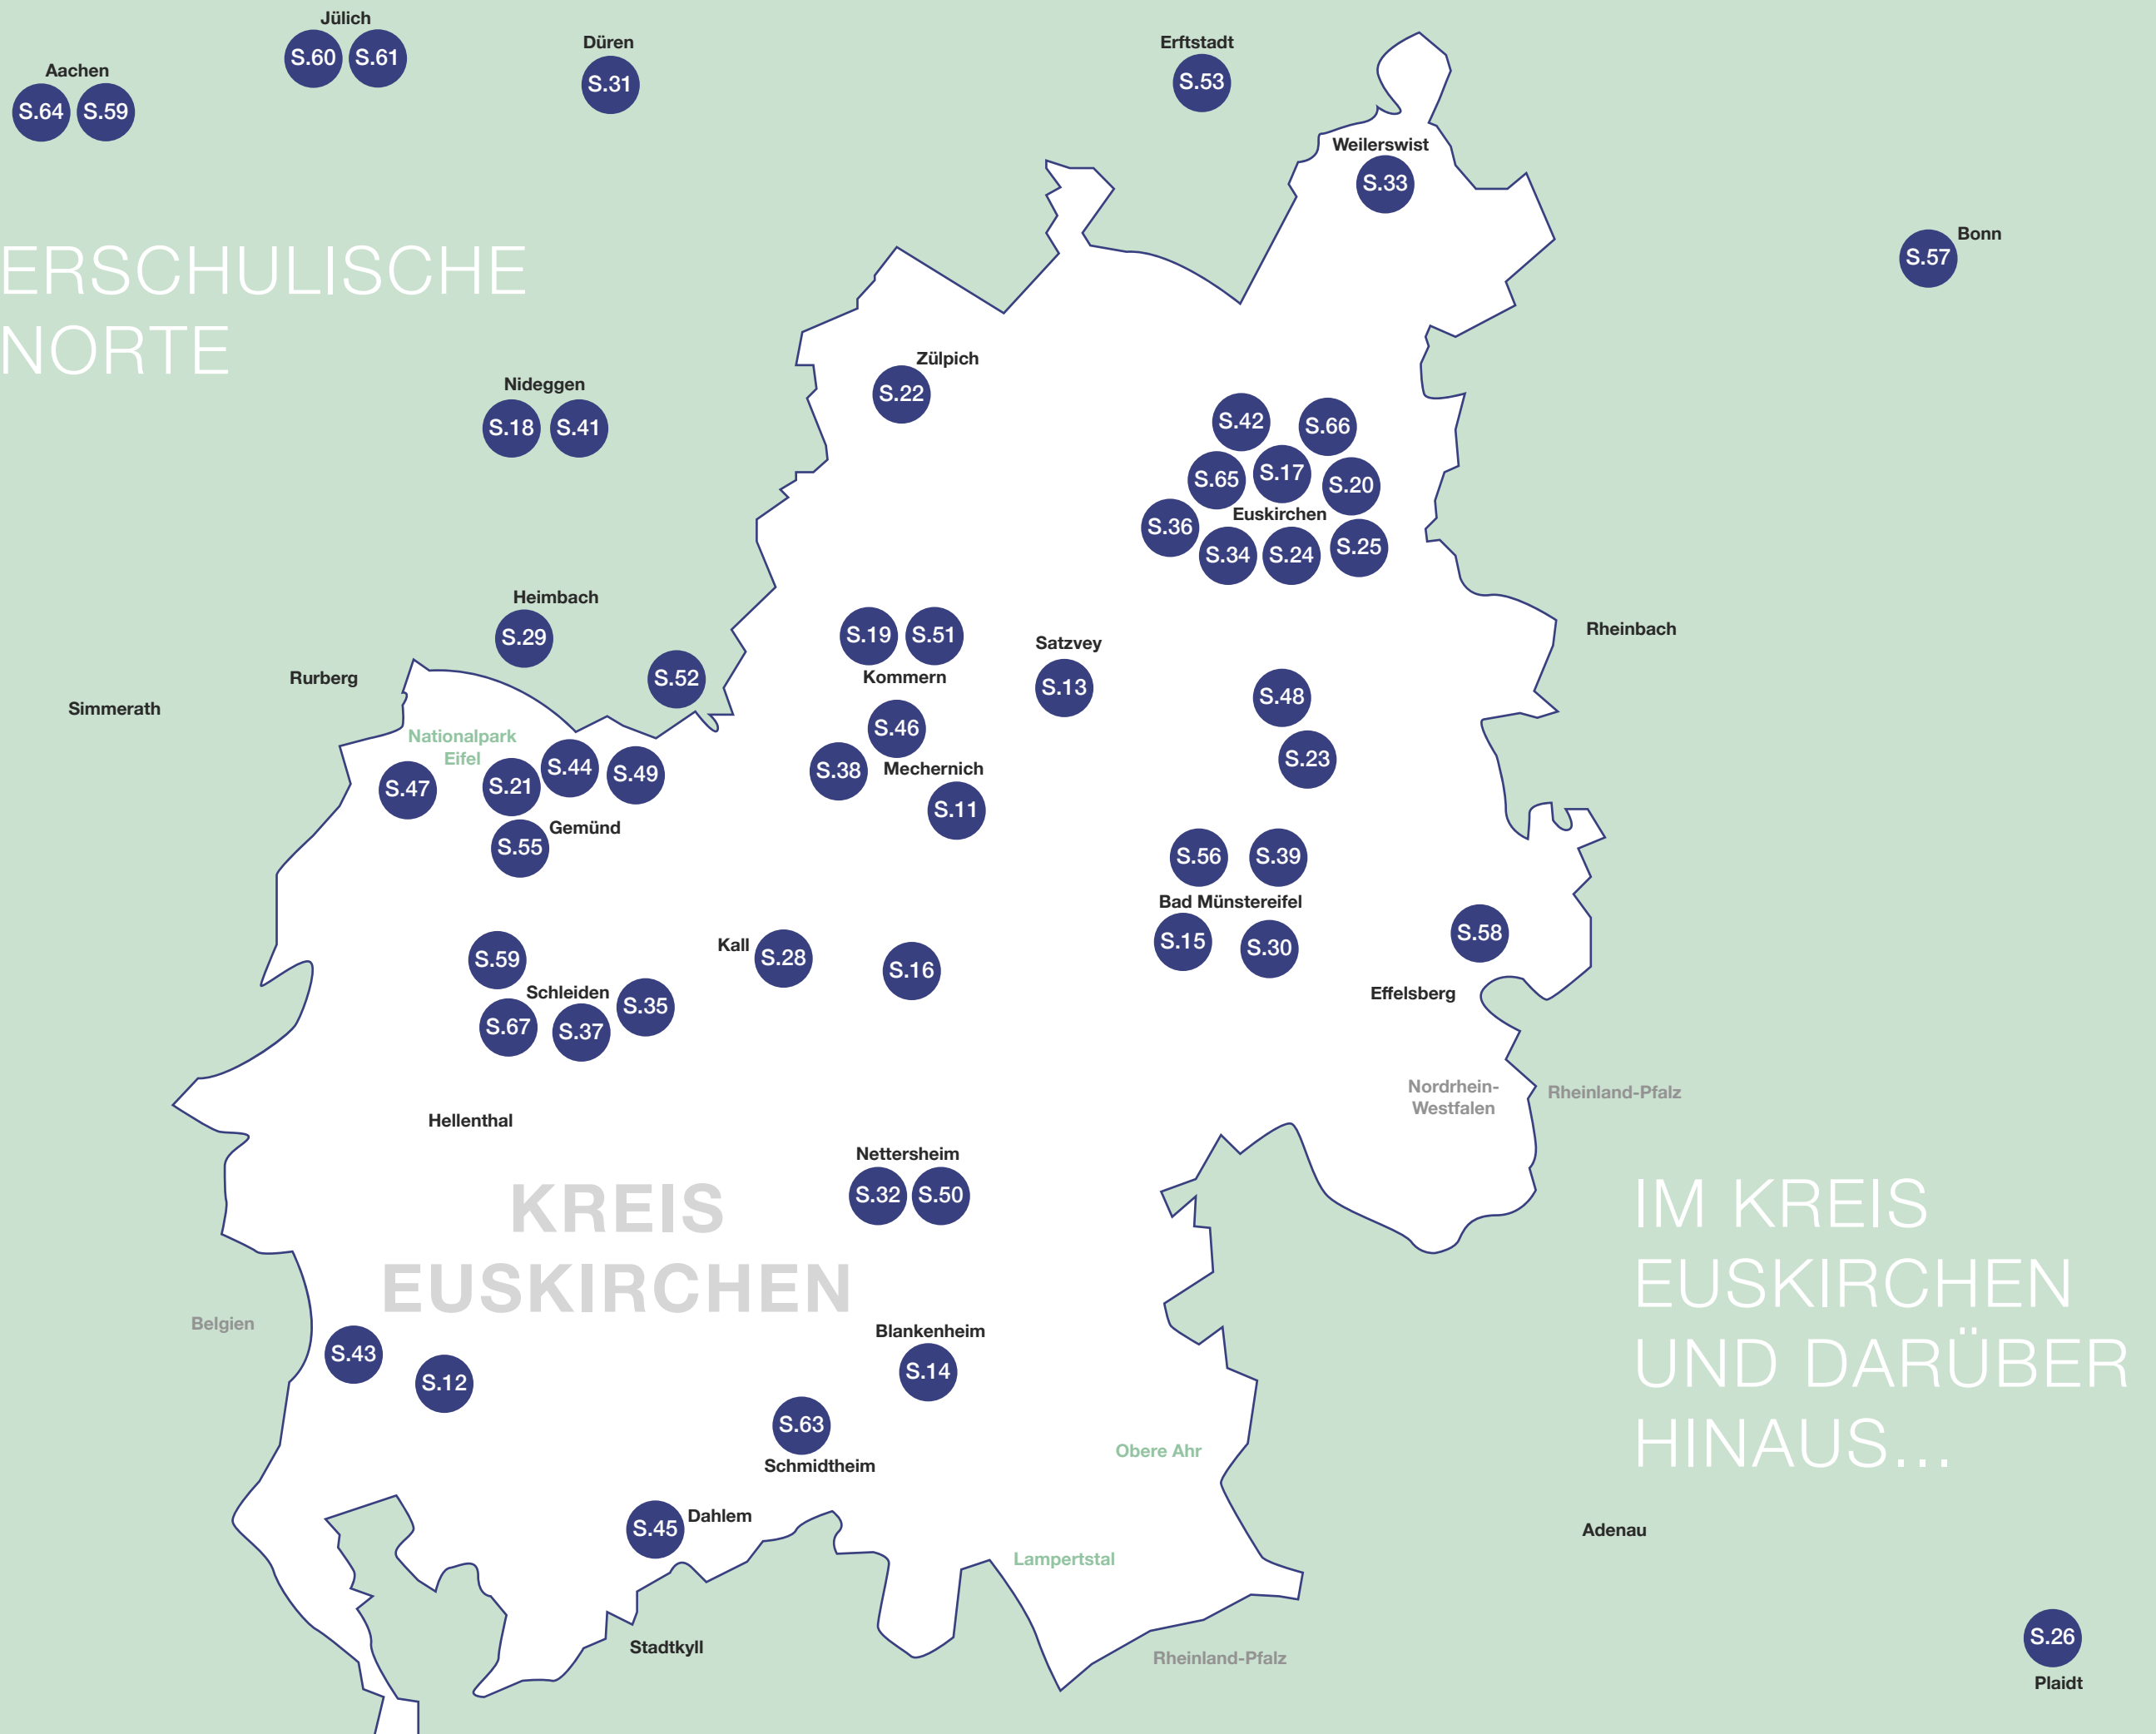 Jülich
S.60 S.61
Düren
S.31
Erftstadt
S.53
Aachen
S.64 S.59
Weilerswist
S.33
Bonn
S.57
ERSCHULISCHE
NORTE
Zülpich
S.22
Nideggen
S.18 S.41
S.42 S.66
S.65 S.17 S.20
Euskirchen
S.36 S.34 S.24 S.25
Heimbach
S.29
Rheinbach
S.19 S.51
Kommern
Satzvey
S.13
S.52
Rurberg
Simmerath
S.48
S.23
Nationalpark
Eifel
S.47 S.21 S.44 S.49
Gemünd
S.55
S.46
S.38 Mechernich
S.11
S.56 S.39
Bad Münstereifel
S.15 S.30
S.58
Effelsberg
Kall S.28
S.16
S.59
Schleiden
S.67 S.37 S.35
Nordrhein-
Westfalen
Rheinland-Pfalz
Hellenthal
Nettersheim
S.32 S.50
KREIS
EUSKIRCHEN
IM KREIS
EUSKIRCHEN
UND DARÜBER
HINAUS...
Belgien
S.43
S.12
Blankenheim
S.14
S.63
Schmidtheim
Obere Ahr
S.45 Dahlem
Adenau
Lampertstal
Stadtkyll
Rheinland-Pfalz
S.26
Plaidt